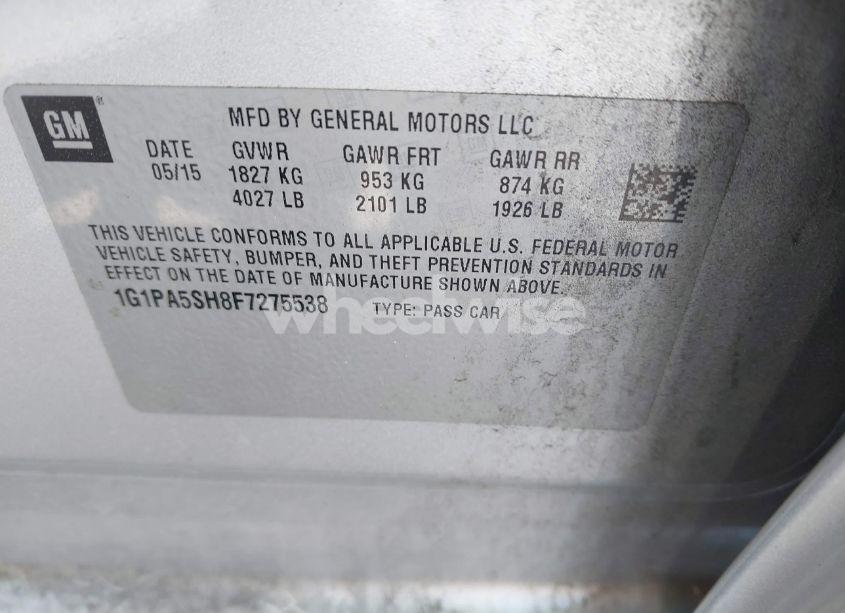 GM
MFD BY GENERAL MOTORS LLC
DATE GVWR GAWR FRT GAWR RR
05/15 1827 KG 953 KG 874 KG
4027 LB 2101 LB 1926 LB
THIS VEHICLE CONFORMS TO ALL APPLICABLE U.S. FEDERAL MOTOR
VEHICLE SAFETY, BUMPER, AND THEFT PREVENTION STANDARDS IN
EFFECT ON THE DATE OF MANUFACTURE SHOWN ABOVE.
1G1PA5SH8F7275538 TYPE: PASS CAR
wheelwise